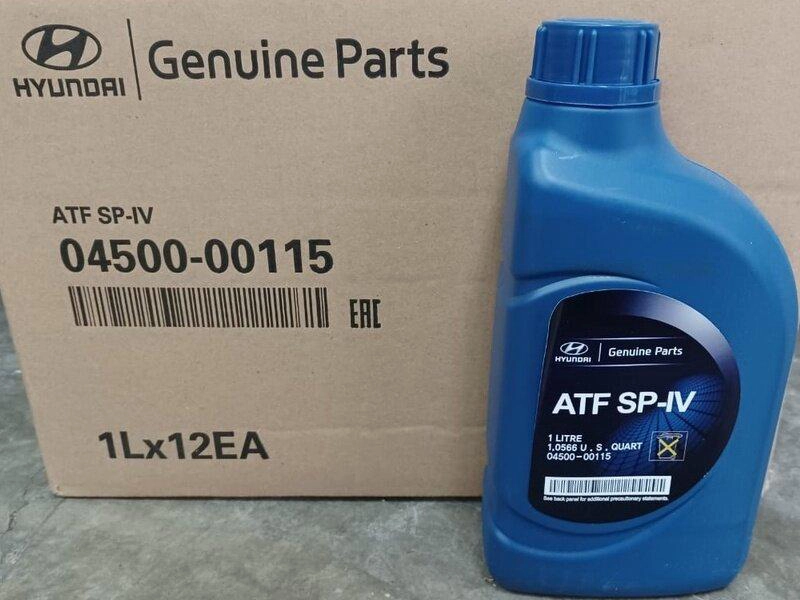 HYUNDAI
Genuine Parts
ATF SP-IV
04500-00115
EAC
1Lx12EA
HYUNDAI
Genuine Parts
ATF SP-IV
1 LITRE
1.0566 U . S . QUART
04500-00115
See back panel for additional precautionary statements.